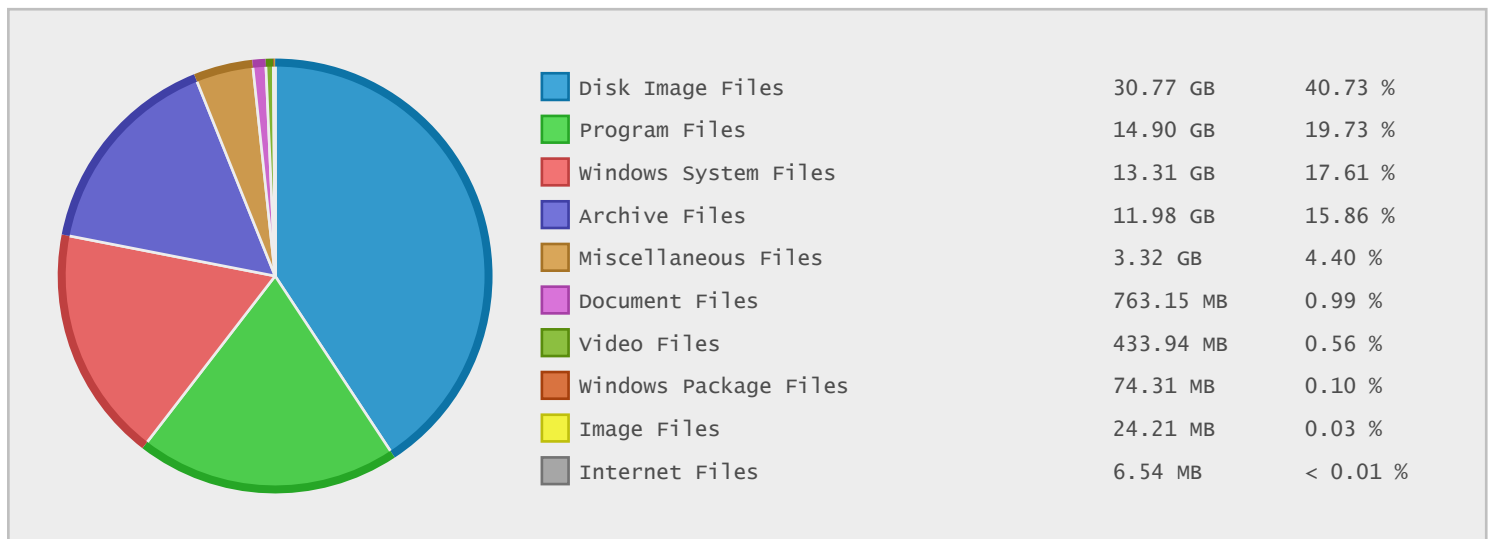 Disk Image Files 30.77 GB 40.73 %
Program Files 14.90 GB 19.73 %
Windows System Files 13.31 GB 17.61 %
Archive Files 11.98 GB 15.86 %
Miscellaneous Files 3.32 GB 4.40 %
Document Files 763.15 MB 0.99 %
Video Files 433.94 MB 0.56 %
Windows Package Files 74.31 MB 0.10 %
Image Files 24.21 MB 0.03 %
Internet Files 6.54 MB < 0.01 %